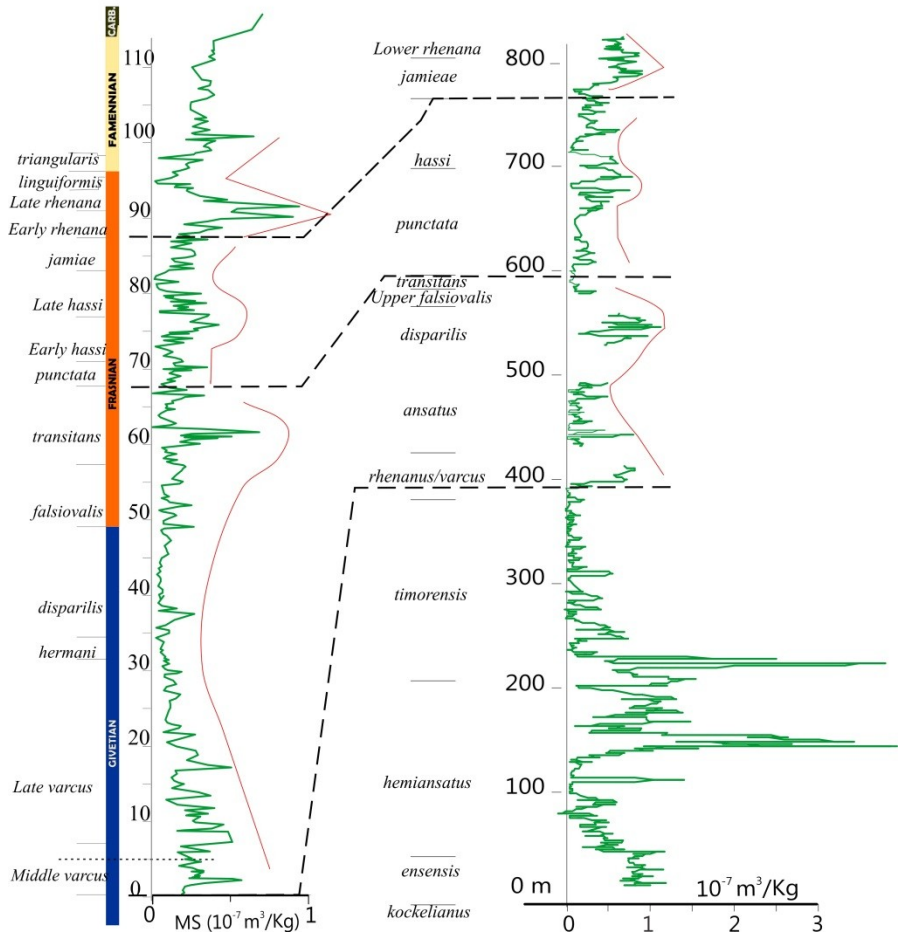 CARB.
FAMENNIAN
FRASNIAN
GIVETIAN
triangularis
linguiformis
Late rhenana
Early rhenana
jamiae
Late hassi
Early hassi
punctata
transitans
falsiovalis
disparilis
hermani
Late varcus
Middle varcus
110
100
90
80
70
60
50
40
30
20
10
0
0
1
MS (10⁻⁷ m³/Kg)
Lower rhenana
jamieae
hassi
punctata
transitans
Upper falsiovalis
disparilis
ansatus
rhenanus/varcus
timorensis
hemiansatus
ensensis
kockelianus
800
700
600
500
400
300
200
100
0 m
10⁻⁷ m³/Kg
0
1
2
3